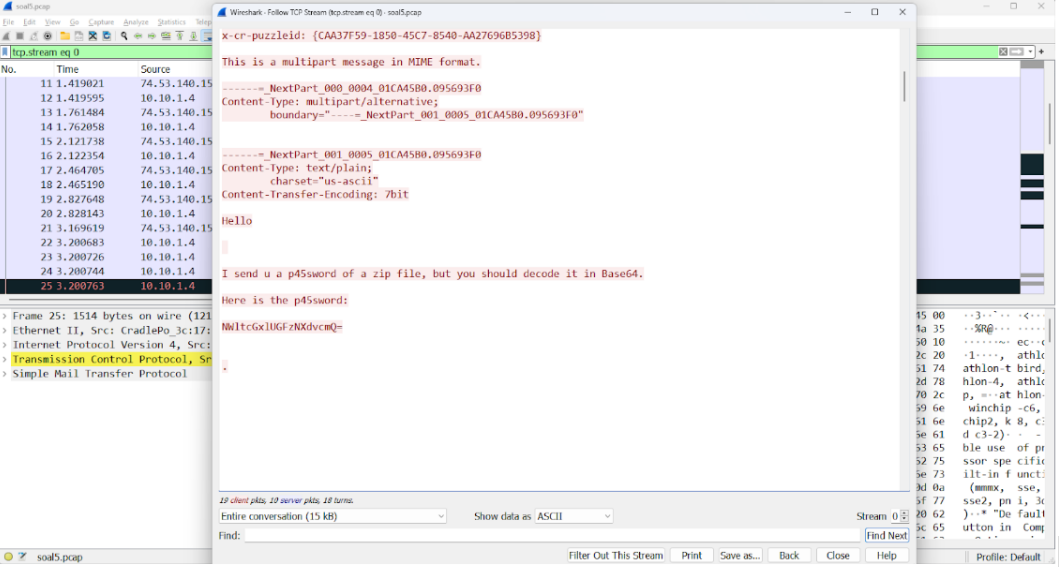 soal5.pcap
File Edit View Go Capture Analyse Statistics Telep
tcp.stream eq 0
No. Time Source
11 1.419021 74.53.140.15
12 1.419595 10.10.1.4
13 1.761484 74.53.140.15
14 1.762058 10.10.1.4
15 2.121738 74.53.140.15
16 2.122354 10.10.1.4
17 2.464705 74.53.140.15
18 2.465190 10.10.1.4
19 2.827648 74.53.140.15
20 2.828143 10.10.1.4
21 3.169619 74.53.140.15
22 3.200683 10.10.1.4
23 3.200726 10.10.1.4
24 3.200744 10.10.1.4
25 3.200763 10.10.1.4
Frame 25: 1514 bytes on wire (121
Ethernet II, Src: CradlePo_3c:17:
Internet Protocol Version 4, Src:
Transmission Control Protocol, Sr
Simple Mail Transfer Protocol
Wireshark · Follow TCP Stream (tcp.stream eq 0) · soal5.pcap
x-cr-puzzleid: {CAA37F59-1850-45C7-8540-AA27696B5398}
This is a multipart message in MIME format.
------=_NextPart_000_0004_01CA45B0.095693F0
Content-Type: multipart/alternative;
boundary="----=_NextPart_001_0005_01CA45B0.095693F0"
------=_NextPart_001_0005_01CA45B0.095693F0
Content-Type: text/plain;
charset="us-ascii"
Content-Transfer-Encoding: 7bit
Hello
I send u a p45sword of a zip file, but you should decode it in Base64.
Here is the p45sword:
NWltcGxlUGFzNXdvcmQ=
.
19 client pkts, 10 server pkts, 18 turns.
Entire conversation (15 kB) Show data as ASCII Stream 0
Find: Find Next
Filter Out This Stream Print Save as... Back Close Help
45 00 ··3··`·· ·<···
4a 35 ··%R@···
50 10 ······~· ec··
2c 20 ·1····, athlo
51 74 athlon-t bird,
2d 78 hlon-4, athlo
70 2c p, =··at hlon-
59 6e winchip -c6,
51 6e chip2, k 8, c3
5e 61 d c3-2)· · -
53 65 ble use of pr
52 75 ssor spe cific
5e 73 ilt-in f uncti
0d 0a (mmmx, sse,
5f 77 sse2, pn i, 3d
20 62 )··* "De fault
5c 65 utton in Comp
soal5.pcap
Profile: Default